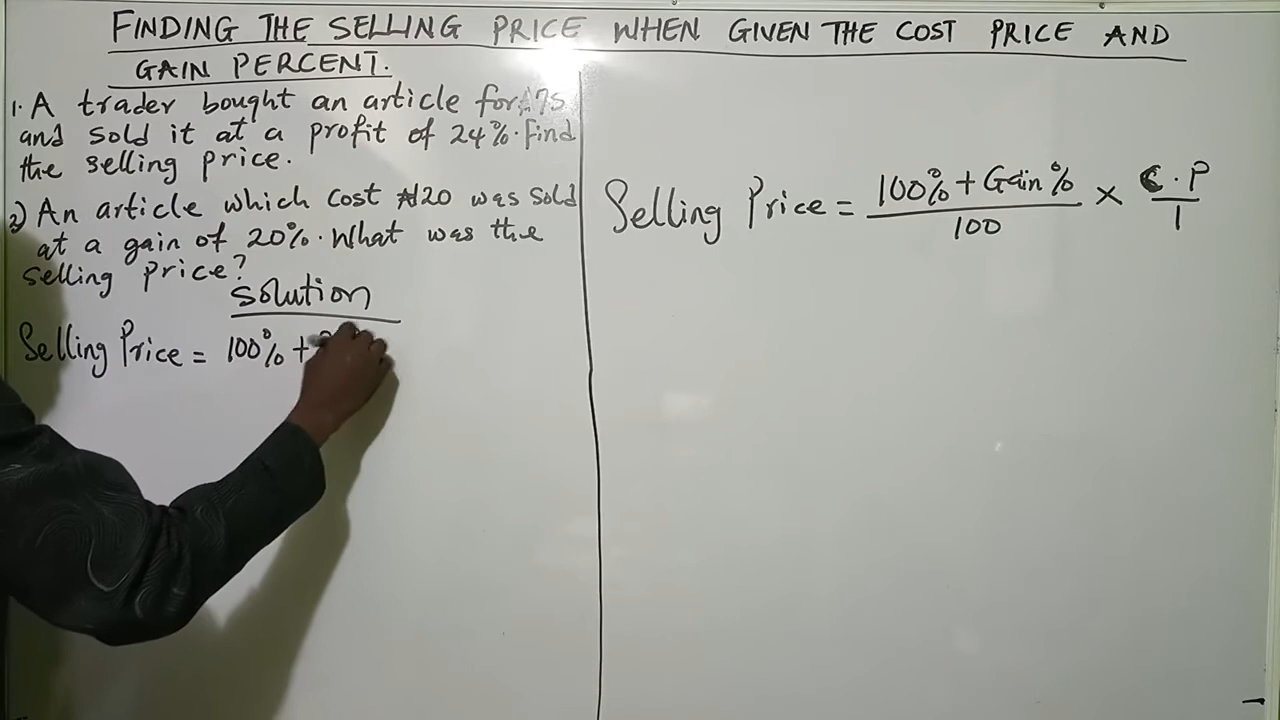 FINDING THE SELLING PRICE WHEN GIVEN THE COST PRICE AND
GAIN PERCENT.
1. A trader bought an article for ₦75
and sold it at a profit of 24%. Find
the selling price.
2) An article which cost ₦120 was sold
at a gain of 20%. What was the
selling price?
Solution
Selling Price = 100% +
Selling Price = 100% + Gain% / 100 × C.P / 1